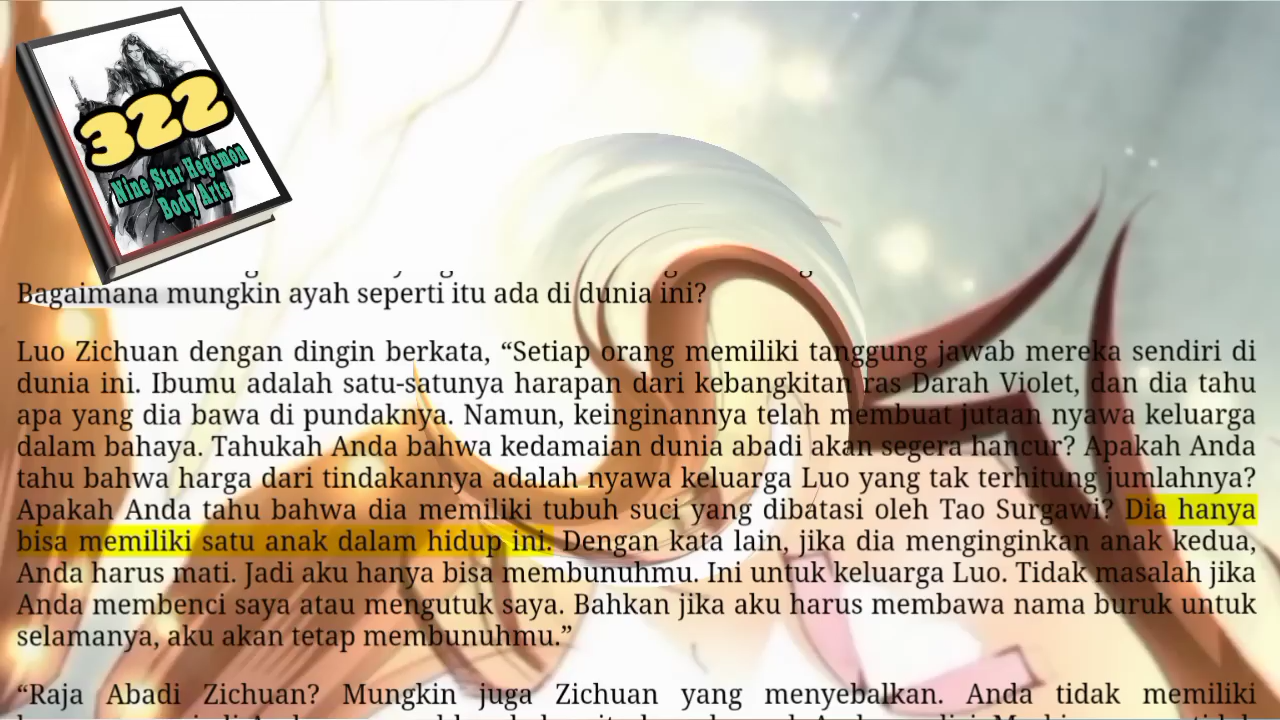 322
Nine Star Hegemon
Body Arts
Bagaimana mungkin ayah seperti itu ada di dunia ini?
Luo Zichuan dengan dingin berkata, “Setiap orang memiliki tanggung jawab mereka sendiri di
dunia ini. Ibumu adalah satu-satunya harapan dari kebangkitan ras Darah Violet, dan dia tahu
apa yang dia bawa di pundaknya. Namun, keinginannya telah membuat jutaan nyawa keluarga
dalam bahaya. Tahukah Anda bahwa kedamaian dunia abadi akan segera hancur? Apakah Anda
tahu bahwa harga dari tindakannya adalah nyawa keluarga Luo yang tak terhitung jumlahnya?
Apakah Anda tahu bahwa dia memiliki tubuh suci yang dibatasi oleh Tao Surgawi? Dia hanya
bisa memiliki satu anak dalam hidup ini. Dengan kata lain, jika dia menginginkan anak kedua,
Anda harus mati. Jadi aku hanya bisa membunuhmu. Ini untuk keluarga Luo. Tidak masalah jika
Anda membenci saya atau mengutuk saya. Bahkan jika aku harus membawa nama buruk untuk
selamanya, aku akan tetap membunuhmu.”
“Raja Abadi Zichuan? Mungkin juga Zichuan yang menyebalkan. Anda tidak memiliki